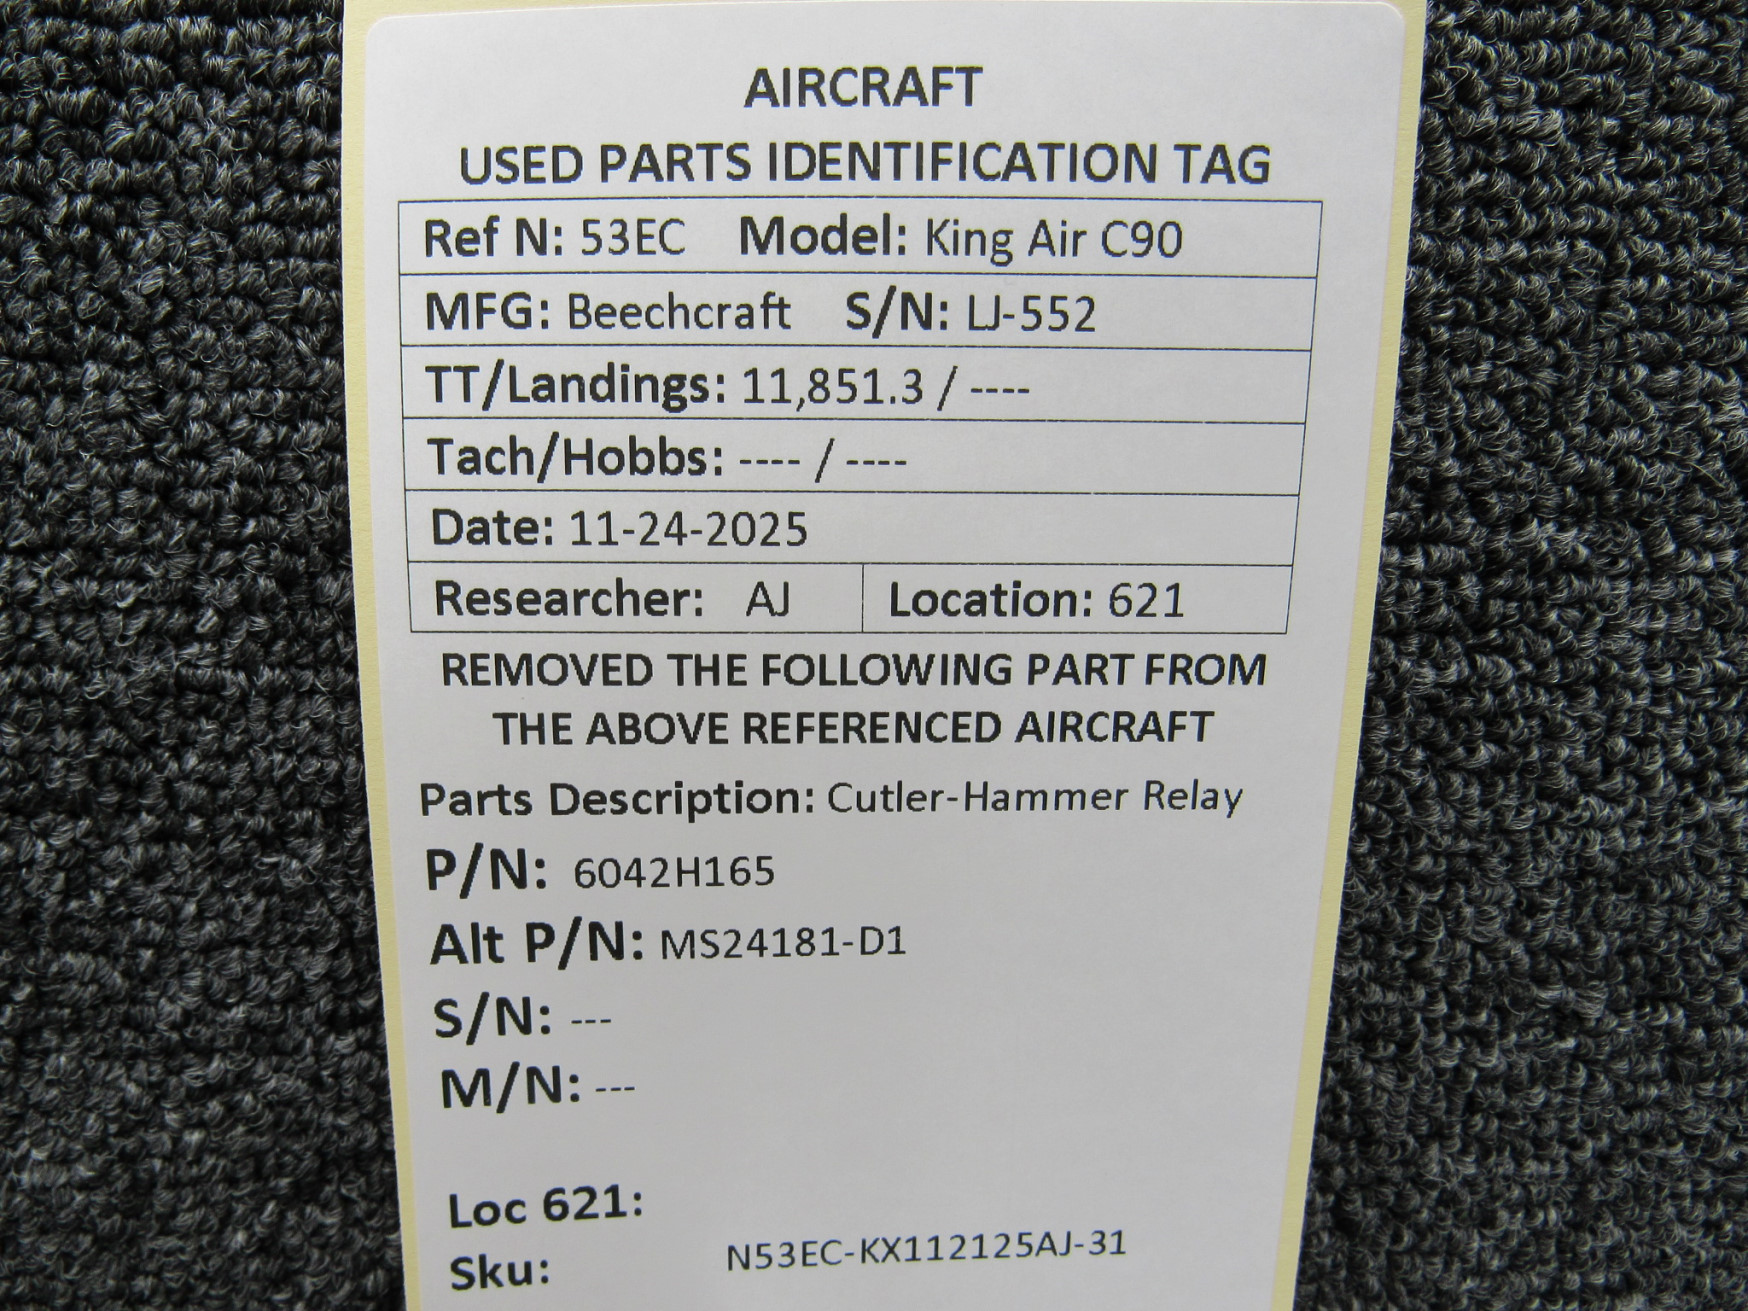 AIRCRAFT
USED PARTS IDENTIFICATION TAG
Ref N: 53EC Model: King Air C90
MFG: Beechcraft S/N: LJ-552
TT/Landings: 11,851.3 / ----
Tach/Hobbs: ---- / ----
Date: 11-24-2025
Researcher: AJ Location: 621
REMOVED THE FOLLOWING PART FROM
THE ABOVE REFERENCED AIRCRAFT
Parts Description: Cutler-Hammer Relay
P/N: 6042H165
Alt P/N: MS24181-D1
S/N: ---
M/N: ---
Loc 621:
Sku: N53EC-KX112125AJ-31